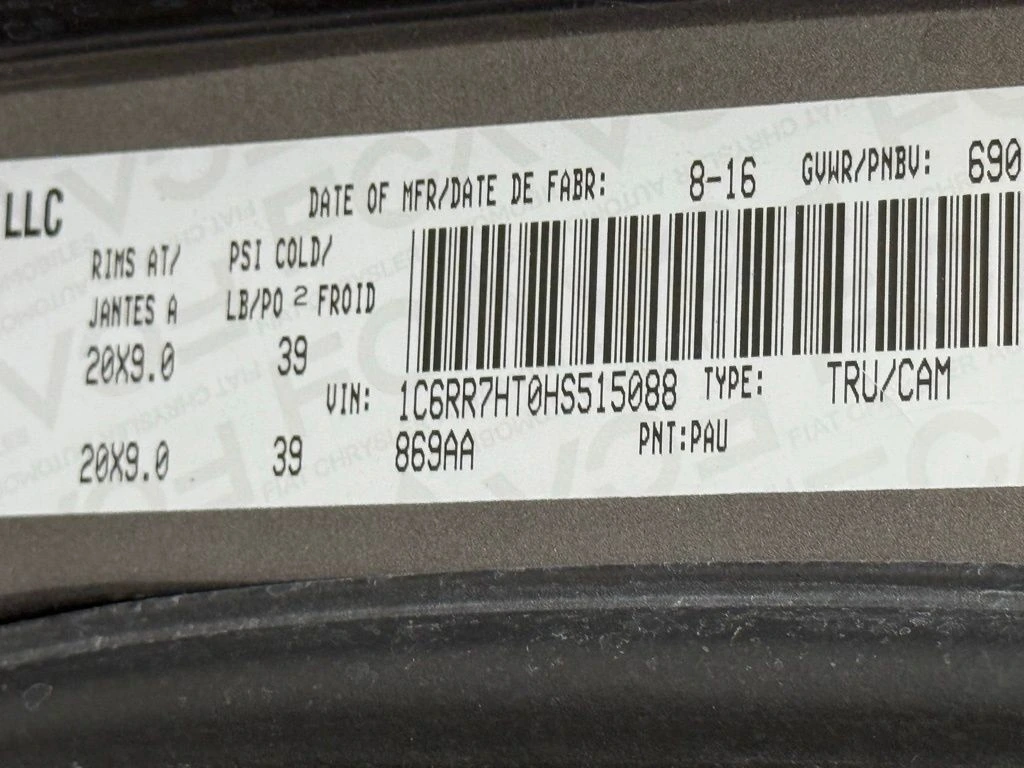 LLC
DATE OF MFR/DATE DE FABR: 8-16 GVWR/PNBV: 690
RIMS AT/ PSI COLD/
JANTES A LB/PO 2 FROID
20X9.0 39
VIN: 1C6RR7HT0HS515088 TYPE: TRU/CAM
20X9.0 39 869AA PNT:PAU